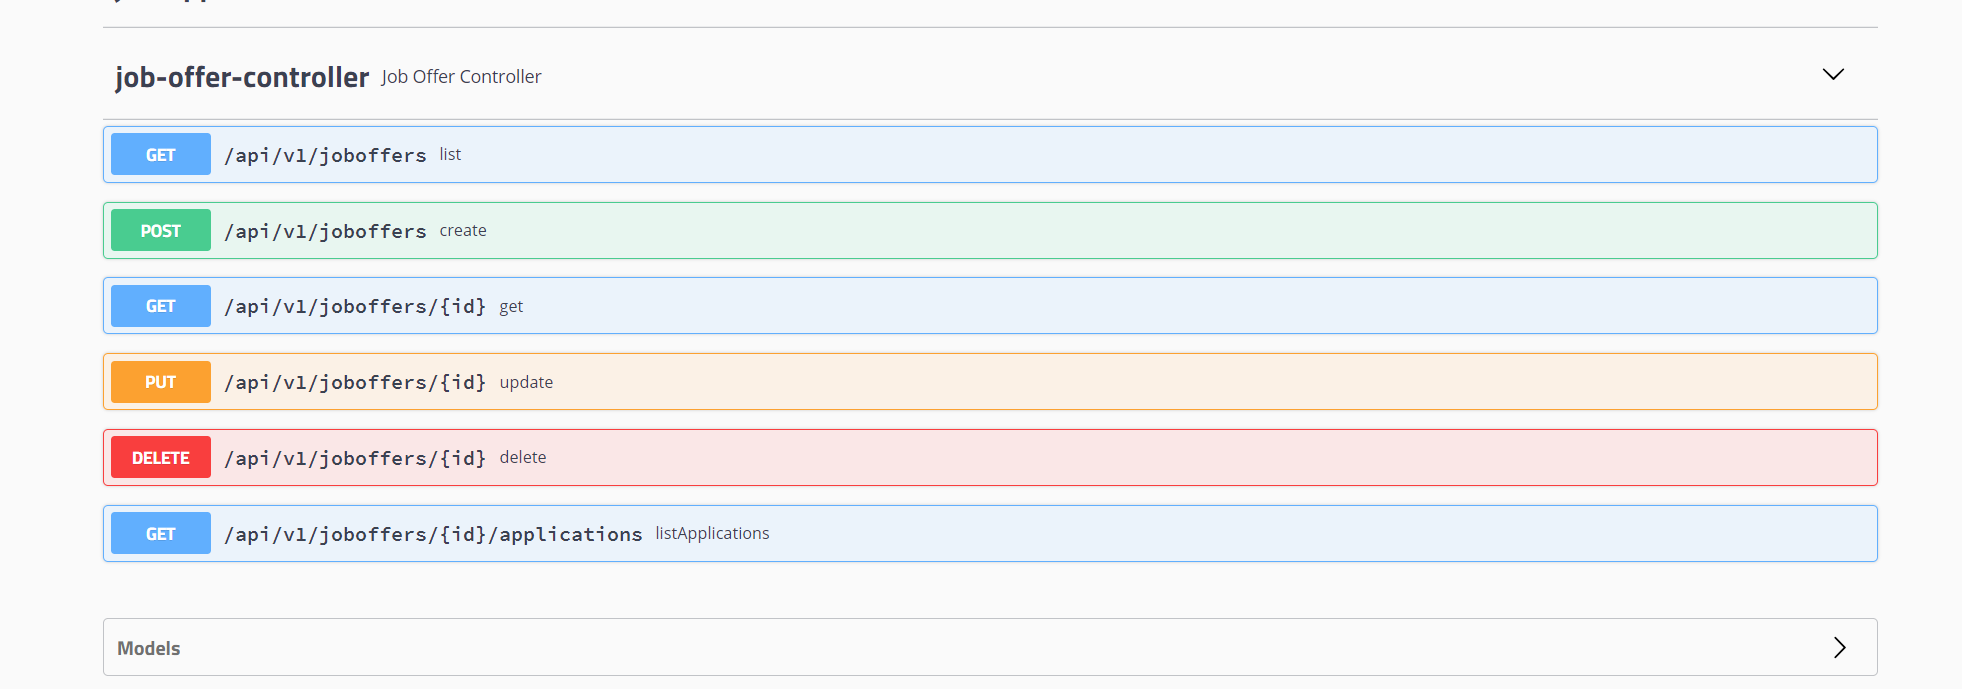 job-offer-controller Job Offer Controller
GET /api/v1/joboffers list
POST /api/v1/joboffers create
GET /api/v1/joboffers/{id} get
PUT /api/v1/joboffers/{id} update
DELETE /api/v1/joboffers/{id} delete
GET /api/v1/joboffers/{id}/applications listApplications
Models